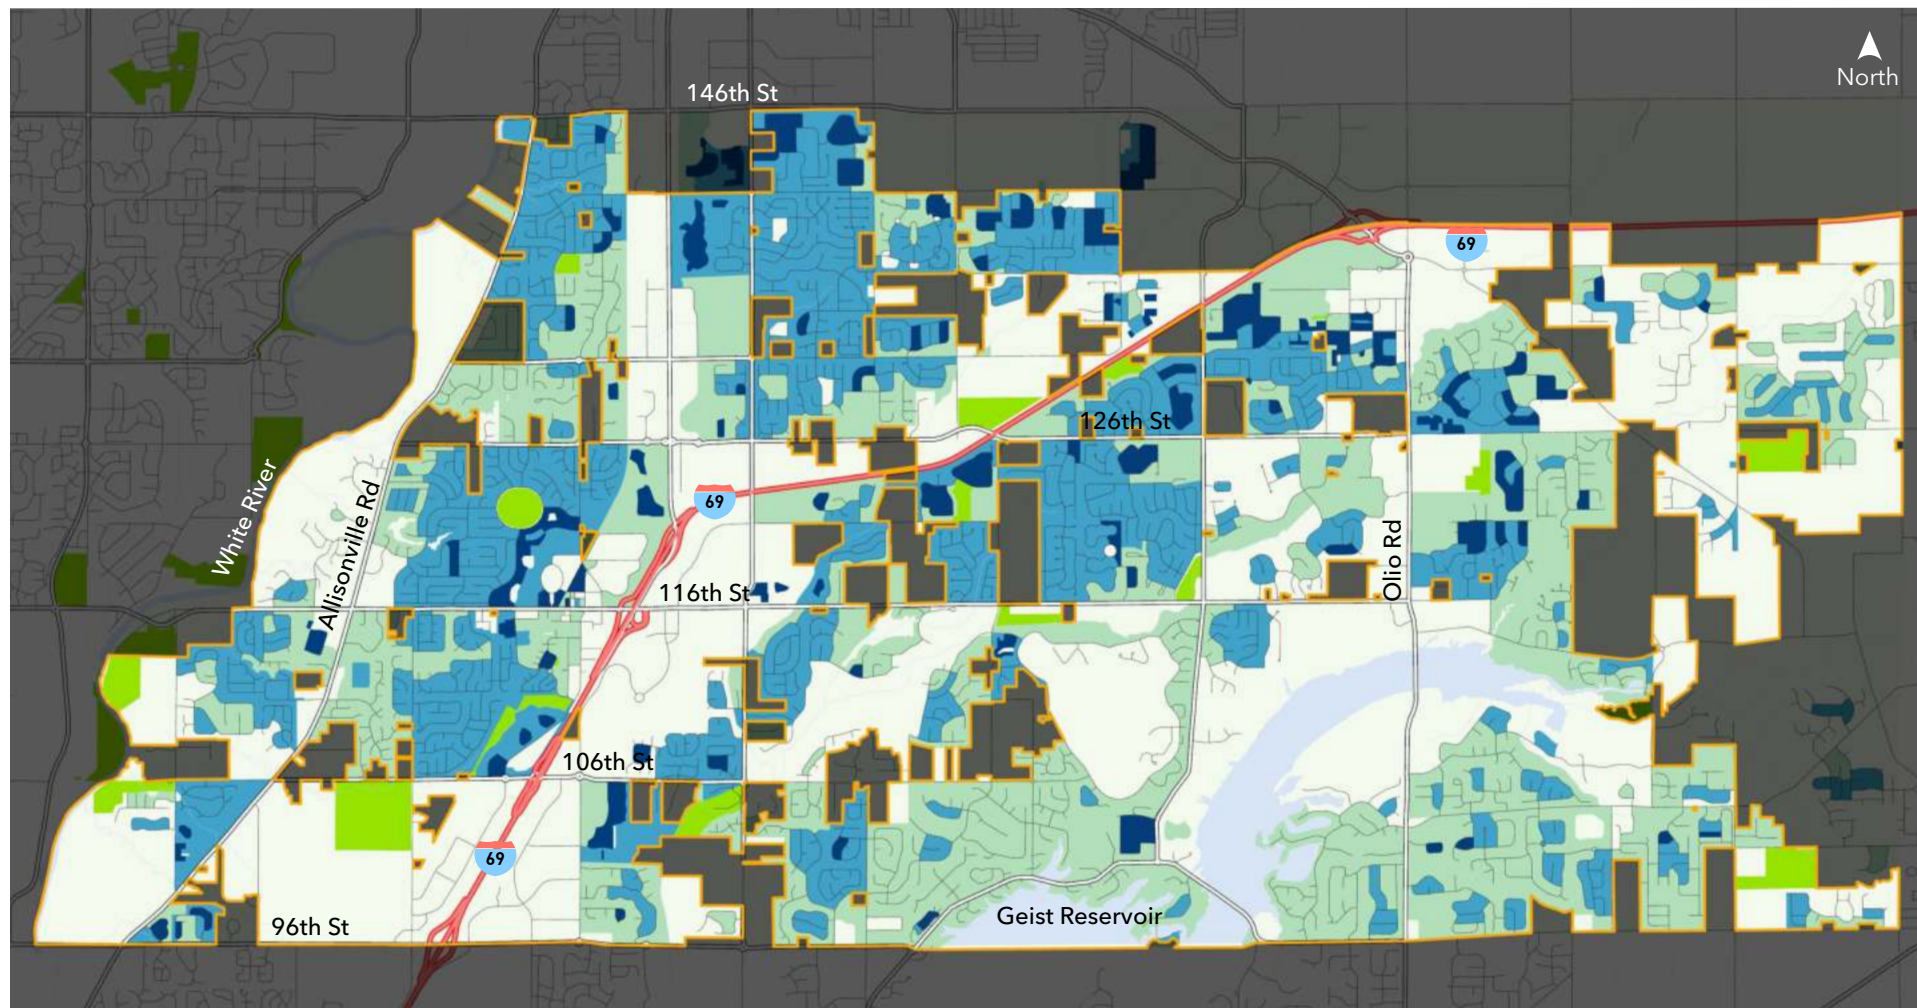 146th St
North
69
126th St
69
White River
Allisonville Rd
Olio Rd
116th St
106th St
69
Geist Reservoir
96th St